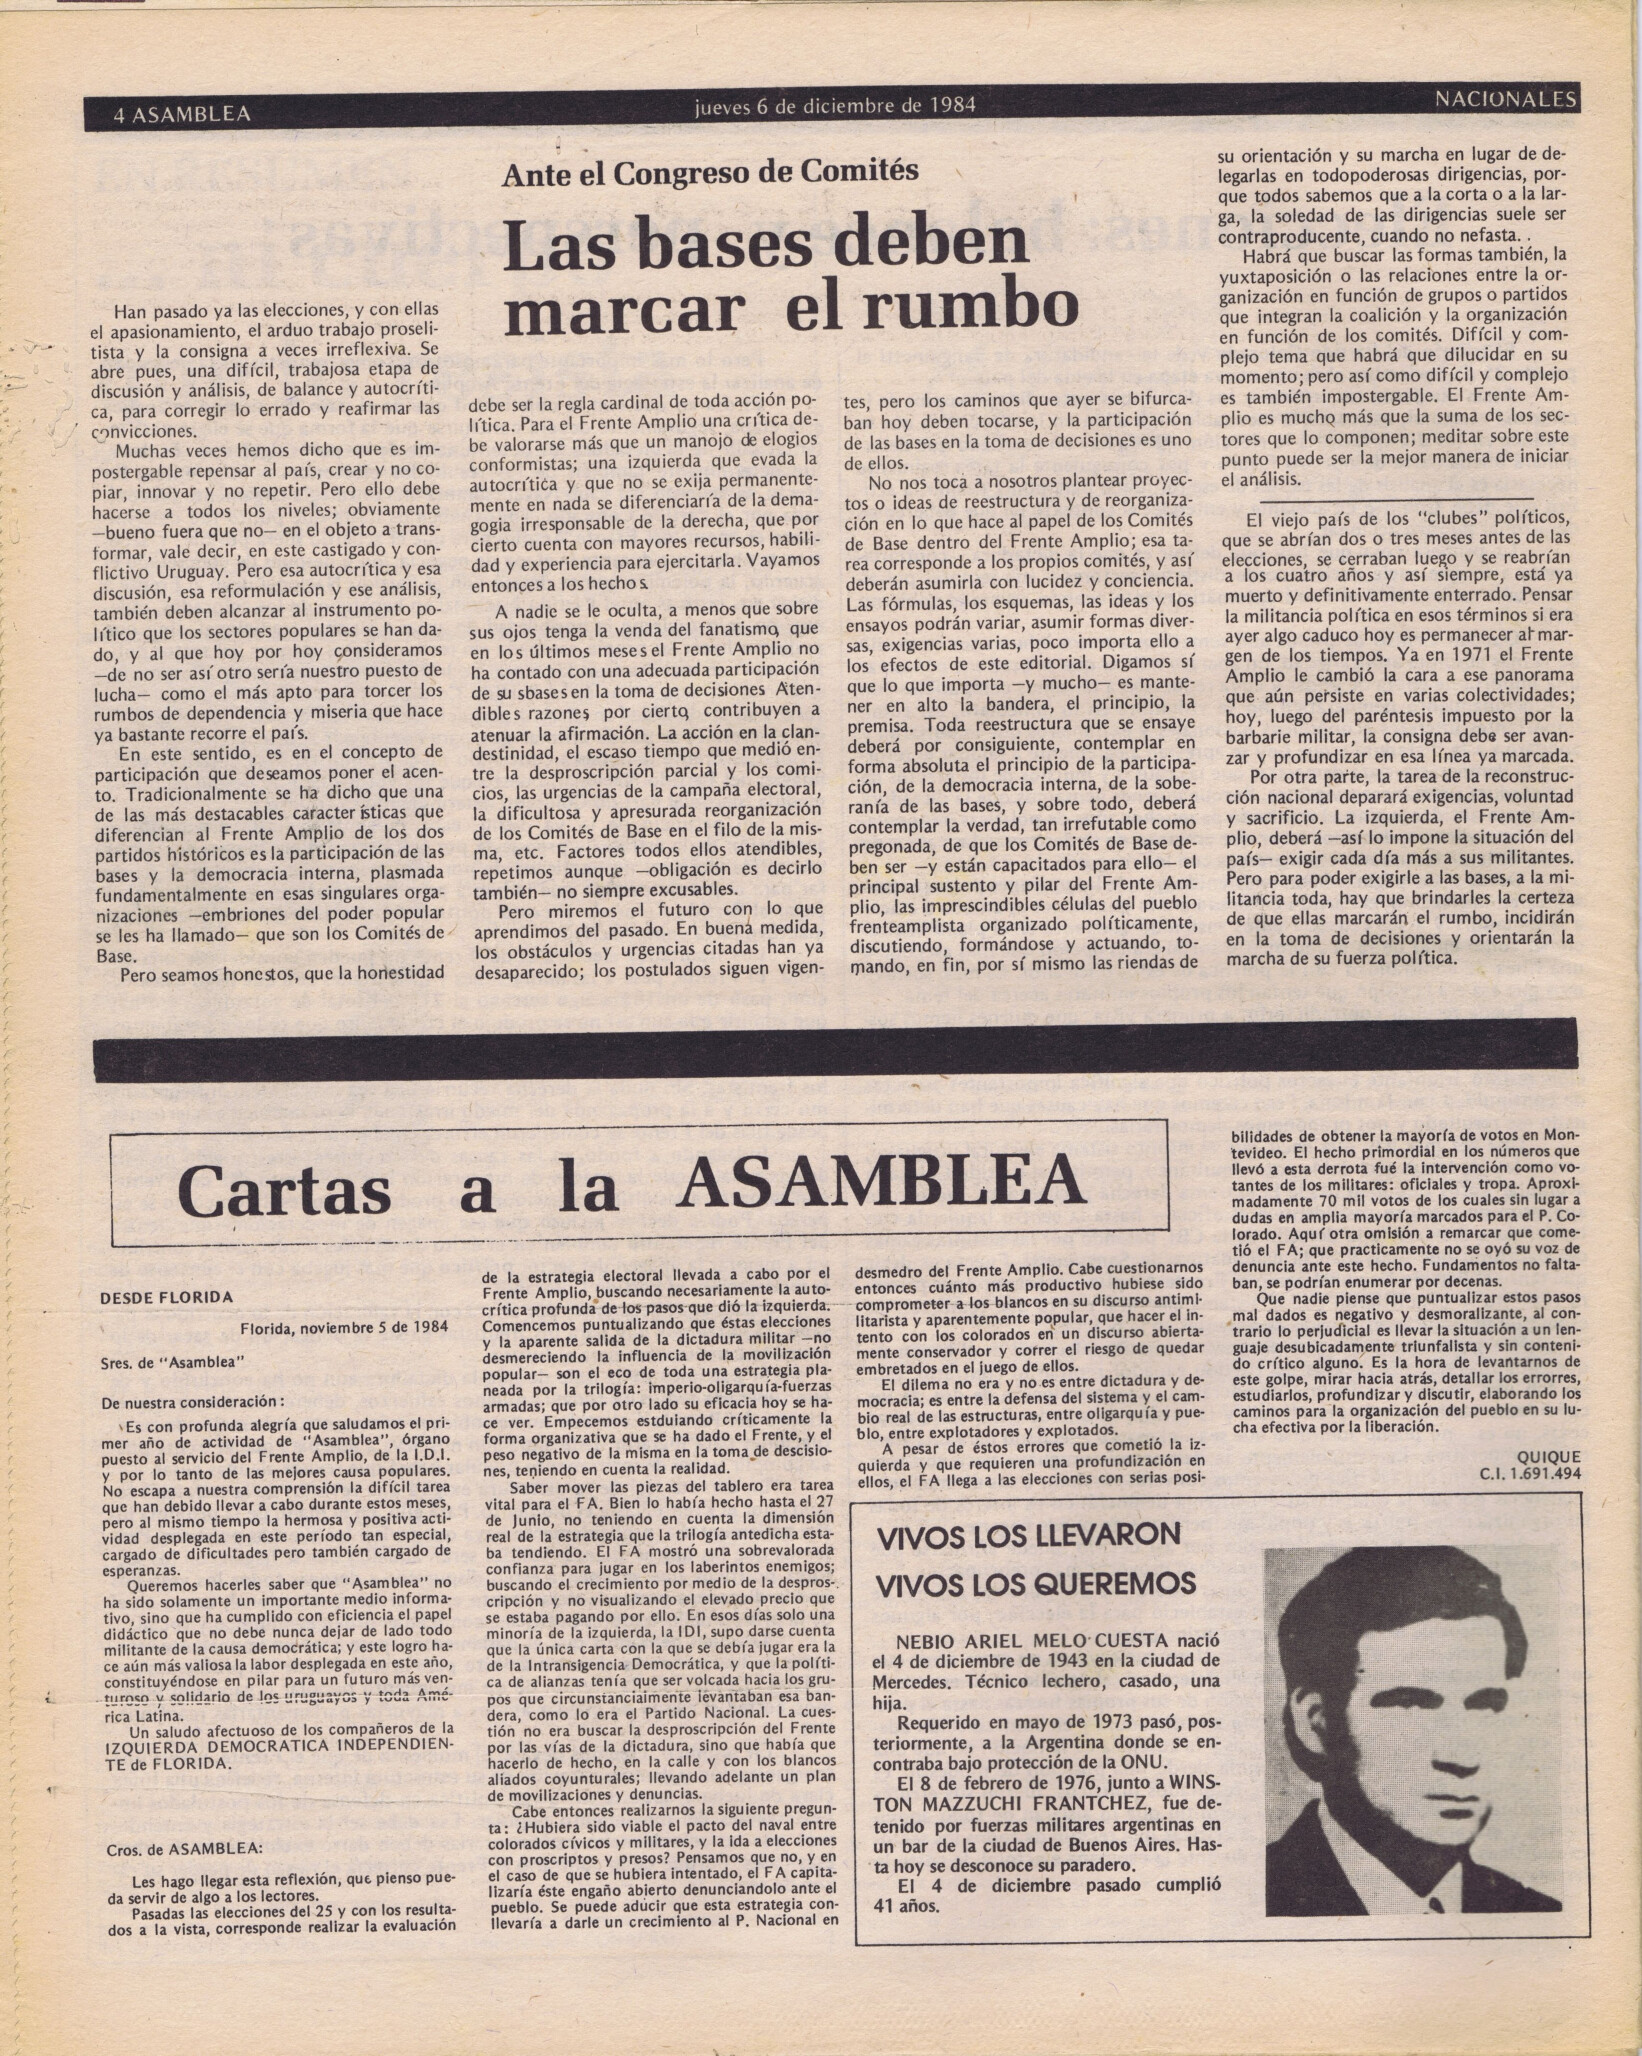 4 ASAMBLEA
jueves 6 de diciembre de 1984
NACIONALES
Ante el Congreso de Comités
Las bases deben
marcar el rumbo
Han pasado ya las elecciones, y con ellas
el apasionamiento, el arduo trabajo proseli-
tista y la consigna a veces irreflexiva. Se
abre pues, una difícil, trabajosa etapa de
discusión y análisis, de balance y autocríti-
ca, para corregir lo errado y reafirmar las
convicciones.
Muchas veces hemos dicho que es im-
postergable repensar al país, crear y no co-
piar, innovar y no repetir. Pero ello debe
hacerse a todos los niveles; obviamente
—bueno fuera que no— en el objeto a trans-
formar, vale decir, en este castigado y con-
flictivo Uruguay. Pero esa autocrítica y esa
discusión, esa reformulación y ese análisis,
también deben alcanzar al instrumento po-
lítico que los sectores populares se han da-
do, y al que hoy por hoy consideramos
—de no ser así otro sería nuestro puesto de
lucha— como el más apto para torcer los
rumbos de dependencia y miseria que hace
ya bastante recorre el país.
En este sentido, es en el concepto de
participación que deseamos poner el acen-
to. Tradicionalmente se ha dicho que una
de las más destacables características que
diferencian al Frente Amplio de los dos
partidos históricos es la participación de las
bases y la democracia interna, plasmada
fundamentalmente en esas singulares orga-
nizaciones —embriones del poder popular
se les ha llamado— que son los Comités de
Base.
Pero seamos honestos, que la honestidad
debe ser la regla cardinal de toda acción po-
lítica. Para el Frente Amplio una crítica de-
be valorarse más que un manojo de elogios
conformistas; una izquierda que evada la
autocrítica y que no se exija permanente-
mente en nada se diferenciaría de la dema-
gogia irresponsable de la derecha, que por
cierto cuenta con mayores recursos, habili-
dad y experiencia para ejercitarla. Vayamos
entonces a los hechos.
A nadie se le oculta, a menos que sobre
sus ojos tenga la venda del fanatismo, que
en los últimos meses el Frente Amplio no
ha contado con una adecuada participación
de su sbases en la toma de decisiones Aten-
dibles razones, por cierto, contribuyen a
atenuar la afirmación. La acción en la clan-
destinidad, el escaso tiempo que medió en-
tre la desproscripción parcial y los comi-
cios, las urgencias de la campaña electoral,
la dificultosa y apresurada reorganización
de los Comités de Base en el filo de la mis-
ma, etc. Factores todos ellos atendibles,
repetimos aunque —obligación es decirlo
también— no siempre excusables.
Pero miremos el futuro con lo que
aprendimos del pasado. En buena medida,
los obstáculos y urgencias citadas han ya
desaparecido; los postulados siguen vigen-
tes, pero los caminos que ayer se bifurca-
ban hoy deben tocarse, y la participación
de las bases en la toma de decisiones es uno
de ellos.
No nos toca a nosotros plantear proyec-
tos o ideas de reestructura y de reorganiza-
ción en lo que hace al papel de los Comités
de Base dentro del Frente Amplio; esa ta-
rea corresponde a los propios comités, y así
deberán asumirla con lucidez y conciencia.
Las fórmulas, los esquemas, las ideas y los
ensayos podrán variar, asumir formas diver-
sas, exigencias varias, poco importa ello a
los efectos de este editorial. Digamos sí
que lo que importa —y mucho— es mante-
ner en alto la bandera, el principio, la
premisa. Toda reestructura que se ensaye
deberá por consiguiente, contemplar en
forma absoluta el principio de la participa-
ción, de la democracia interna, de la sobe-
ranía de las bases, y sobre todo, deberá
contemplar la verdad, tan irrefutable como
pregonada, de que los Comités de Base de-
ben ser —y están capacitados para ello— el
principal sustento y pilar del Frente Am-
plio, las imprescindibles células del pueblo
frenteamplista organizado políticamente,
discutiendo, formándose y actuando, to-
mando, en fin, por sí mismo las riendas de
su orientación y su marcha en lugar de de-
legarlas en todopoderosas dirigencias, por-
que todos sabemos que a la corta o a la lar-
ga, la soledad de las dirigencias suele ser
contraproducente, cuando no nefasta. .
Habrá que buscar las formas también, la
yuxtaposición o las relaciones entre la or-
ganización en función de grupos o partidos
que integran la coalición y la organización
en función de los comités. Difícil y com-
plejo tema que habrá que dilucidar en su
momento; pero así como difícil y complejo
es también impostergable. El Frente Am-
plio es mucho más que la suma de los sec-
tores que lo componen; meditar sobre este
punto puede ser la mejor manera de iniciar
el análisis.
El viejo país de los "clubes" políticos,
que se abrían dos o tres meses antes de las
elecciones, se cerraban luego y se reabrían
a los cuatro años y así siempre, está ya
muerto y definitivamente enterrado. Pensar
la militancia política en esos términos si era
ayer algo caduco hoy es permanecer al mar-
gen de los tiempos. Ya en 1971 el Frente
Amplio le cambió la cara a ese panorama
que aún persiste en varias colectividades;
hoy, luego del paréntesis impuesto por la
barbarie militar, la consigna debe ser avan-
zar y profundizar en esa línea ya marcada.
Por otra parte, la tarea de la reconstruc-
ción nacional deparará exigencias, voluntad
y sacrificio. La izquierda, el Frente Am-
plio, deberá —así lo impone la situación del
país— exigir cada día más a sus militantes.
Pero para poder exigirle a las bases, a la mi-
litancia toda, hay que brindarles la certeza
de que ellas marcarán el rumbo, incidirán
en la toma de decisiones y orientarán la
marcha de su fuerza política.
Cartas a la ASAMBLEA
DESDE FLORIDA
Florida, noviembre 5 de 1984
Sres. de "Asamblea"
De nuestra consideración :
Es con profunda alegría que saludamos el pri-
mer año de actividad de "Asamblea", órgano
puesto al servicio del Frente Amplio, de la I.D.I.
y por lo tanto de las mejores causa populares.
No escapa a nuestra comprensión la difícil tarea
que han debido llevar a cabo durante estos meses,
pero al mismo tiempo la hermosa y positiva acti-
vidad desplegada en este período tan especial,
cargado de dificultades pero también cargado de
esperanzas.
Queremos hacerles saber que "Asamblea" no
ha sido solamente un importante medio informa-
tivo, sino que ha cumplido con eficiencia el papel
didáctico que no debe nunca dejar de lado todo
militante de la causa democrática; y este logro ha-
ce aún más valiosa la labor desplegada en este año,
constituyéndose en pilar para un futuro más ven-
turoso y solidario de los uruguayos y toda Amé-
rica Latina.
Un saludo afectuoso de los compañeros de la
IZQUIERDA DEMOCRATICA INDEPENDIEN-
TE de FLORIDA.
Cros. de ASAMBLEA:
Les hago llegar esta reflexión, que pienso pue-
da servir de algo a los lectores.
Pasadas las elecciones del 25 y con los resulta-
dos a la vista, corresponde realizar la evaluación
de la estrategia electoral llevada a cabo por el
Frente Amplio, buscando necesariamente la auto-
crítica profunda de los pasos que dió la izquierda.
Comencemos puntualizando que éstas elecciones
y la aparente salida de la dictadura militar —no
desmereciendo la influencia de la movilización
popular— son el eco de toda una estrategia pla-
neada por la trilogía: imperio-oligarquía-fuerzas
armadas; que por otro lado su eficacia hoy se ha-
ce ver. Empecemos estduiando críticamente la
forma organizativa que se ha dado el Frente, y el
peso negativo de la misma en la toma de descisio-
nes, teniendo en cuenta la realidad.
Saber mover las piezas del tablero era tarea
vital para el FA. Bien lo había hecho hasta el 27
de Junio, no teniendo en cuenta la dimensión
real de la estrategia que la trilogía antedicha esta-
ba tendiendo. El FA mostró una sobrevalorada
confianza para jugar en los laberintos enemigos;
buscando el crecimiento por medio de la despros-
cripción y no visualizando el elevado precio que
se estaba pagando por ello. En esos días solo una
minoría de la izquierda, la IDI, supo darse cuenta
que la única carta con la que se debía jugar era la
de la Intransigencia Democrática, y que la políti-
ca de alianzas tenía que ser volcada hacia los gru-
pos que circunstancialmente levantaban esa ban-
dera, como lo era el Partido Nacional. La cues-
tión no era buscar la desproscripción del Frente
por las vías de la dictadura, sino que había que
hacerlo de hecho, en la calle y con los blancos
aliados coyunturales; llevando adelante un plan
de movilizaciones y denuncias.
Cabe entonces realizarnos la siguiente pregun-
ta: ¿Hubiera sido viable el pacto del naval entre
colorados cívicos y militares, y la ida a elecciones
con proscriptos y presos? Pensamos que no, y en
el caso de que se hubiera intentado, el FA capita-
lizaría éste engaño abierto denunciandolo ante el
pueblo. Se puede aducir que esta estrategia con-
llevaría a darle un crecimiento al P. Nacional en
desmedro del Frente Amplio. Cabe cuestionarnos
entonces cuánto más productivo hubiese sido
comprometer a los blancos en su discurso antimi-
litarista y aparentemente popular, que hacer el in-
tento con los colorados en un discurso abierta-
mente conservador y correr el riesgo de quedar
embretados en el juego de ellos.
El dilema no era y no es entre dictadura y de-
mocracia; es entre la defensa del sistema y el cam-
bio real de las estructuras, entre oligarquía y pue-
blo, entre explotadores y explotados.
A pesar de éstos errores que cometió la iz-
quierda y que requieren una profundización en
ellos, el FA llega a las elecciones con serias posi-
bilidades de obtener la mayoría de votos en Mon-
tevideo. El hecho primordial en los números que
llevó a esta derrota fué la intervención como vo-
tantes de los militares: oficiales y tropa. Aproxi-
madamente 70 mil votos de los cuales sin lugar a
dudas en amplia mayoría marcados para el P. Co-
lorado. Aquí otra omisión a remarcar que come-
tió el FA; que practicamente no se oyó su voz de
denuncia ante este hecho. Fundamentos no falta-
ban, se podrían enumerar por decenas.
Que nadie piense que puntualizar estos pasos
mal dados es negativo y desmoralizante, al con-
trario lo perjudicial es llevar la situación a un len-
guaje desubicadamente triunfalista y sin conteni-
do crítico alguno. Es la hora de levantarnos de
este golpe, mirar hacia atrás, detallar los errorres,
estudiarlos, profundizar y discutir, elaborando los
caminos para la organización del pueblo en su lu-
cha efectiva por la liberación.
QUIQUE
C.I. 1.691.494
VIVOS LOS LLEVARON
VIVOS LOS QUEREMOS
NEBIO ARIEL MELO CUESTA nació
el 4 de diciembre de 1943 en la ciudad de
Mercedes. Técnico lechero, casado, una
hija.
Requerido en mayo de 1973 pasó, pos-
teriormente, a la Argentina donde se en-
contraba bajo protección de la ONU.
El 8 de febrero de 1976, junto a WINS-
TON MAZZUCHI FRANTCHEZ, fue de-
tenido por fuerzas militares argentinas en
un bar de la ciudad de Buenos Aires. Has-
ta hoy se desconoce su paradero.
El 4 de diciembre pasado cumplió
41 años.